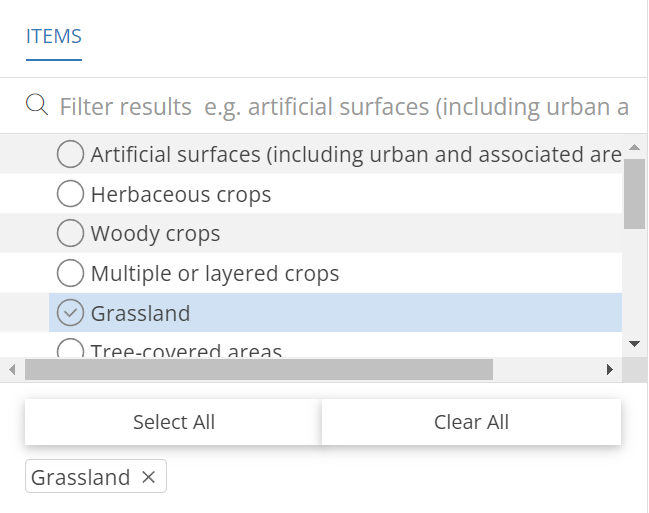 ITEMS
Filter results e.g. artificial surfaces (including urban a
Artificial surfaces (including urban and associated are
Herbaceous crops
Woody crops
Multiple or layered crops
Grassland
Tree-covered areas
Select All
Clear All
Grassland